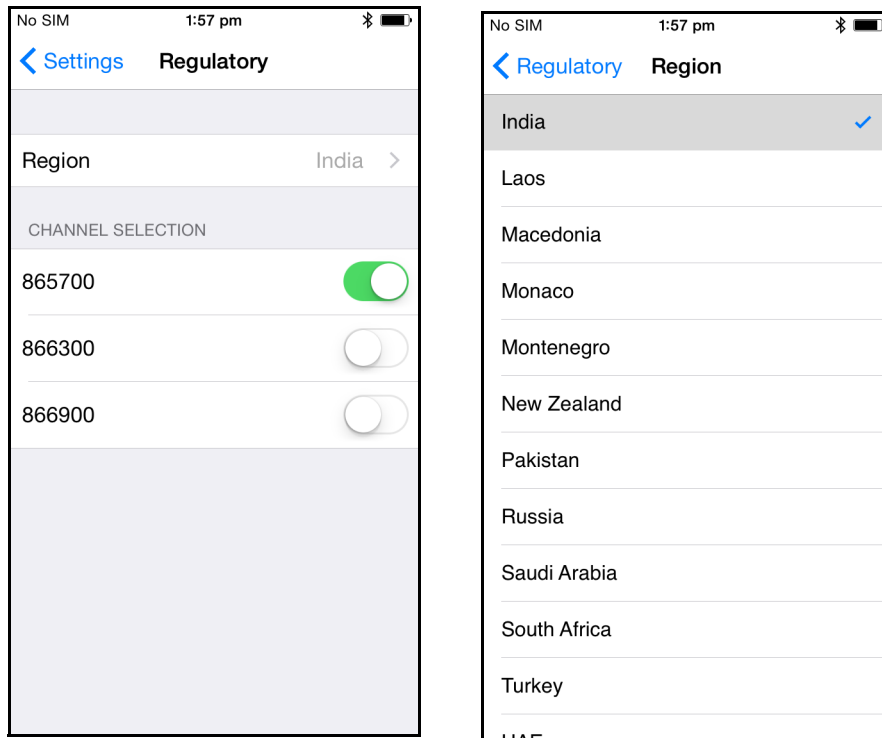 No SIM 1:57 pm
Settings Regulatory
Region India
CHANNEL SELECTION
865700
866300
866900
No SIM 1:57 pm
Regulatory Region
India
Laos
Macedonia
Monaco
Montenegro
New Zealand
Pakistan
Russia
Saudi Arabia
South Africa
Turkey
UAE